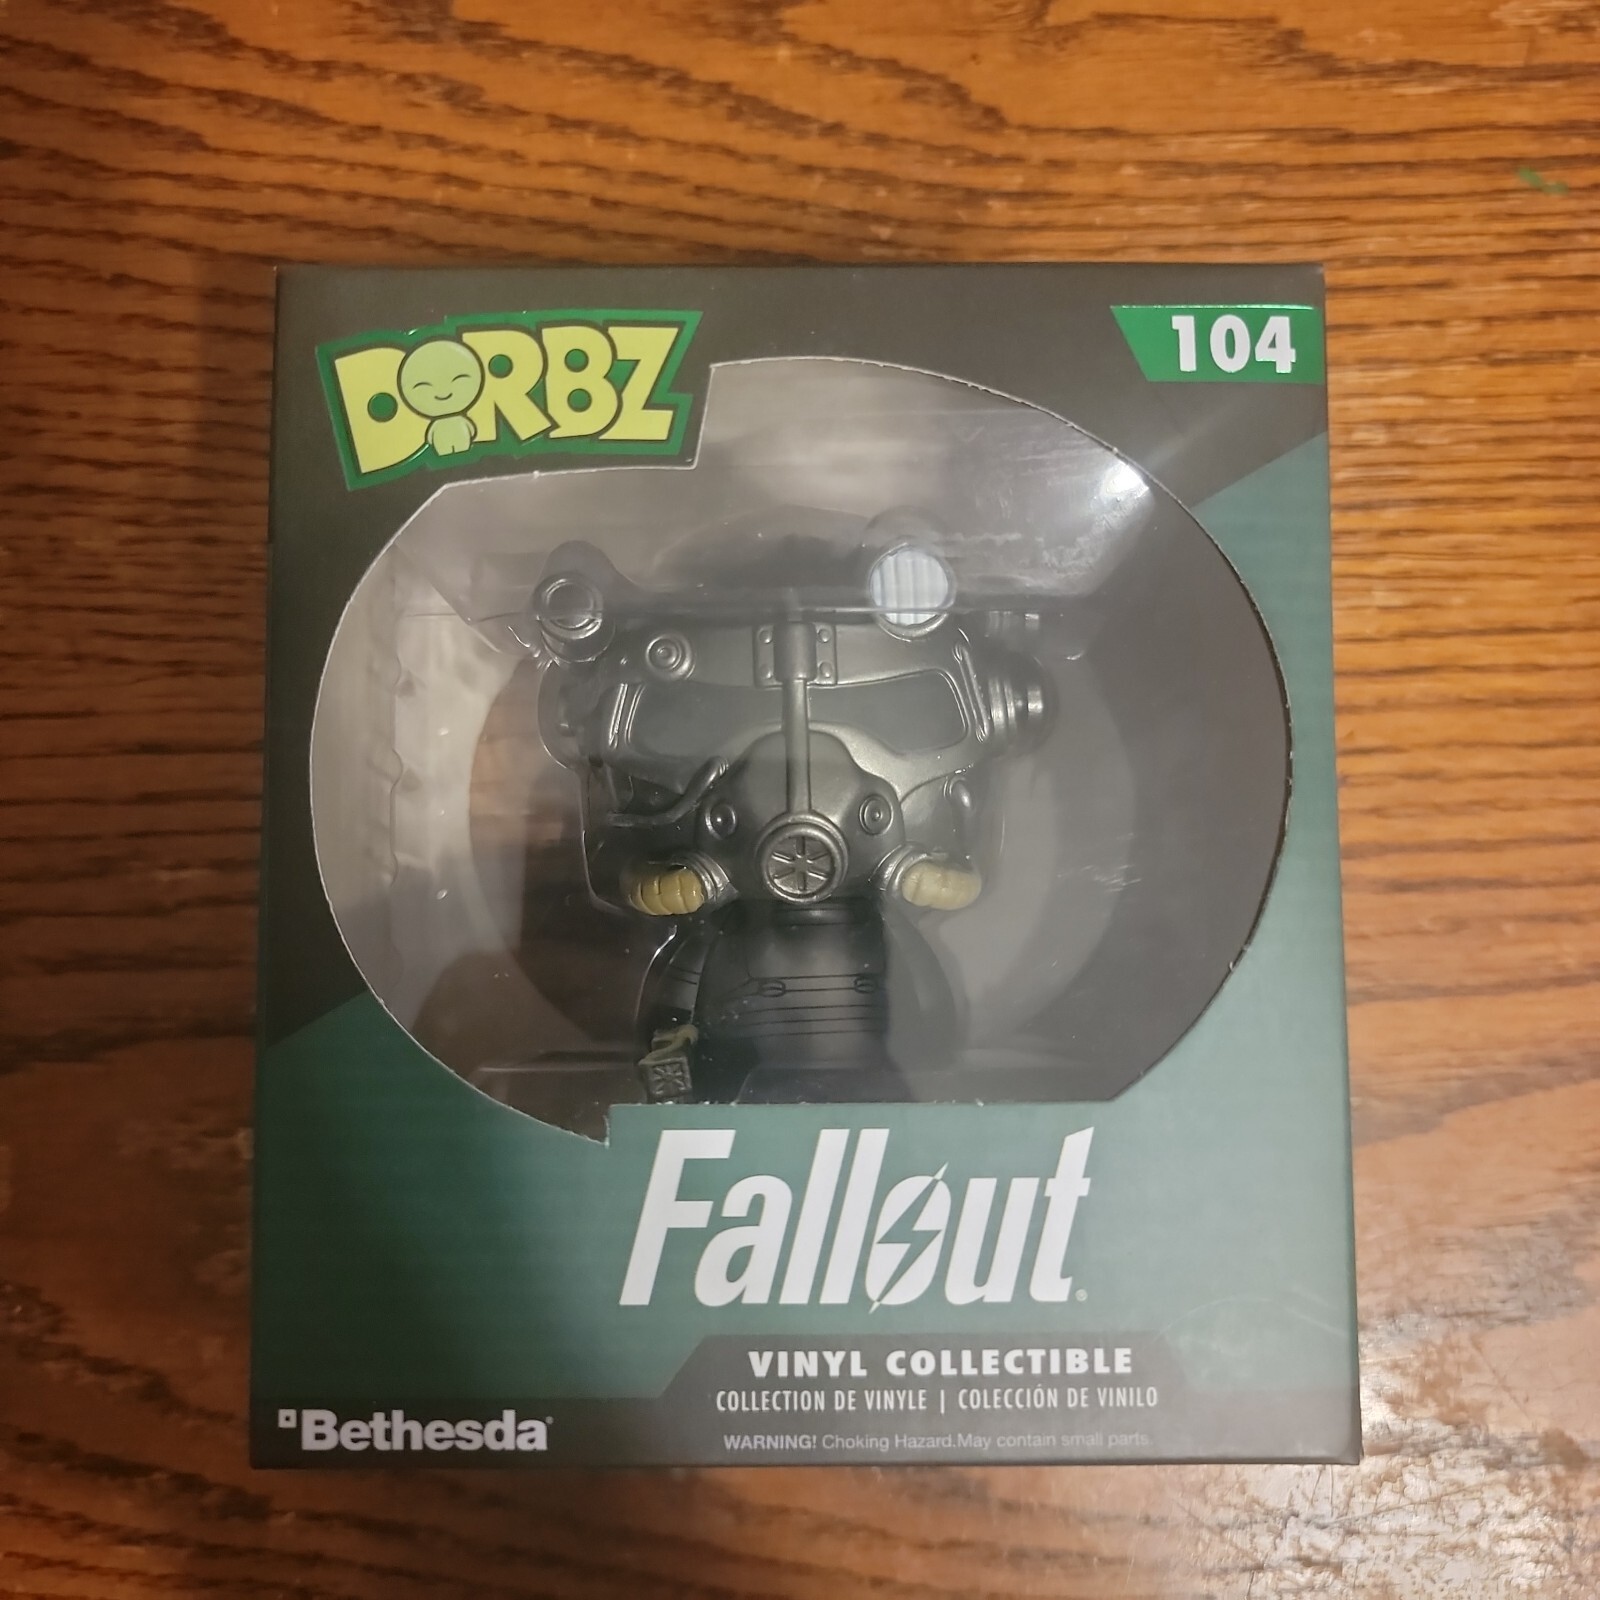 DORBZ
104
Fallout®
VINYL COLLECTIBLE
COLLECTION DE VINYLE | COLECCIÓN DE VINILO
Bethesda®
WARNING! Choking Hazard.May contain small parts.